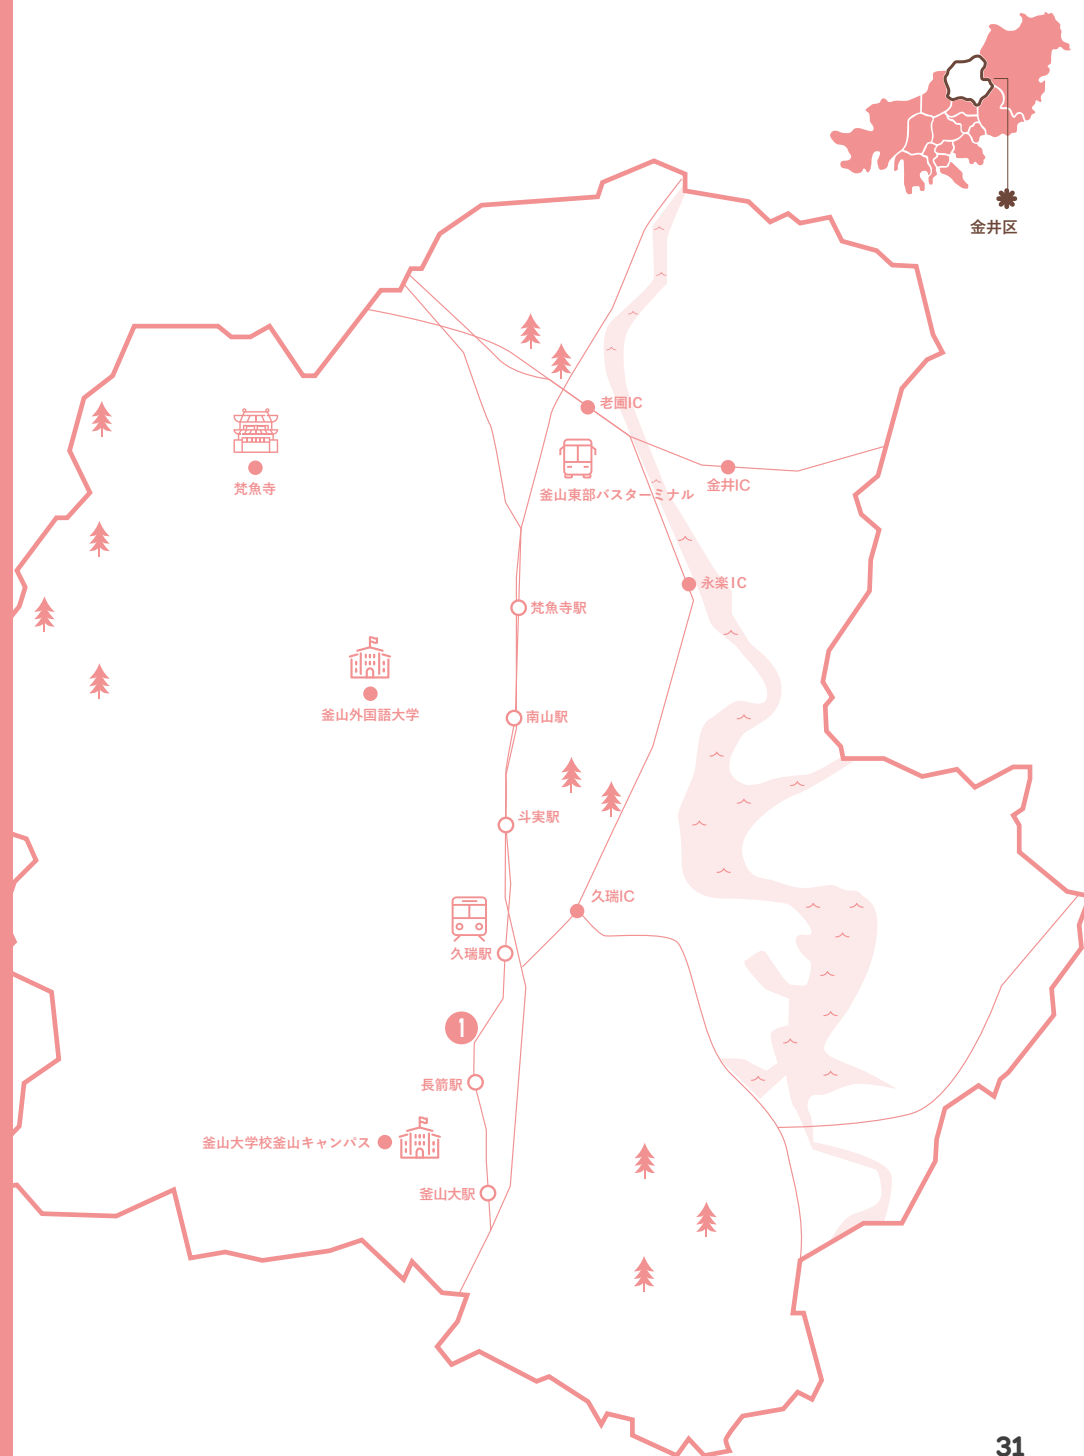 金井区
老圃IC
金井IC
梵魚寺
釜山東部バスターミナル
永楽IC
梵魚寺駅
釜山外国語大学
南山駅
斗実駅
久瑞IC
久瑞駅
1
長箭駅
釜山大学校釜山キャンパス
釜山大駅
31